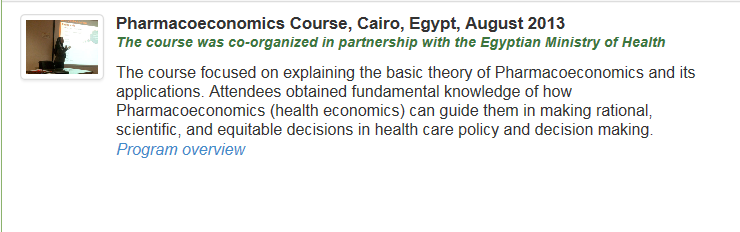 Pharmacoeconomics Course, Cairo, Egypt, August 2013
The course was co-organized in partnership with the Egyptian Ministry of Health
The course focused on explaining the basic theory of Pharmacoeconomics and its
applications. Attendees obtained fundamental knowledge of how
Pharmacoeconomics (health economics) can guide them in making rational,
scientific, and equitable decisions in health care policy and decision making.
Program overview